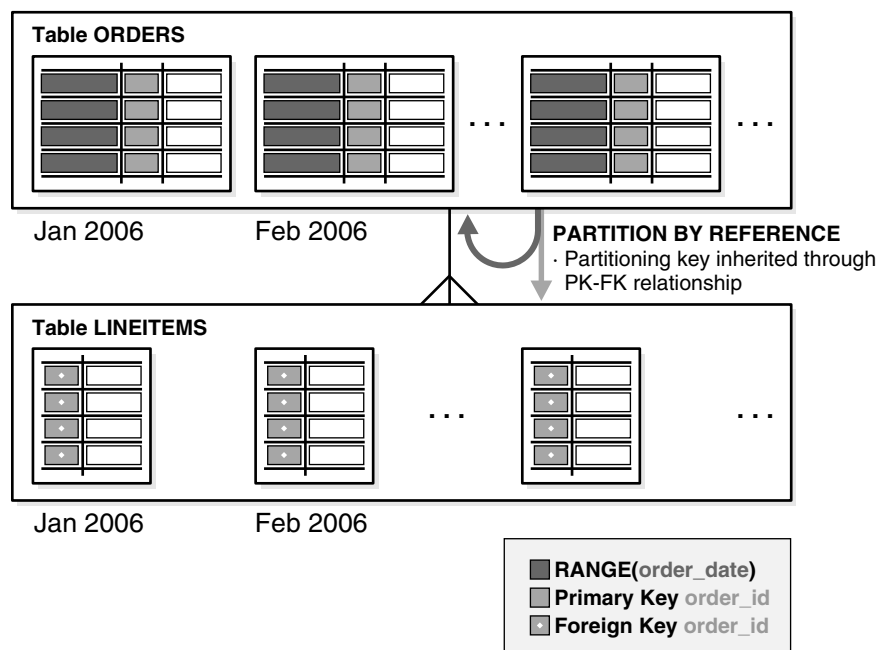 Table ORDERS
. . .
. . .
Jan 2006
Feb 2006
PARTITION BY REFERENCE
· Partitioning key inherited through
PK-FK relationship
Table LINEITEMS
. . .
. . .
Jan 2006
Feb 2006
RANGE(order_date)
Primary Key order_id
Foreign Key order_id